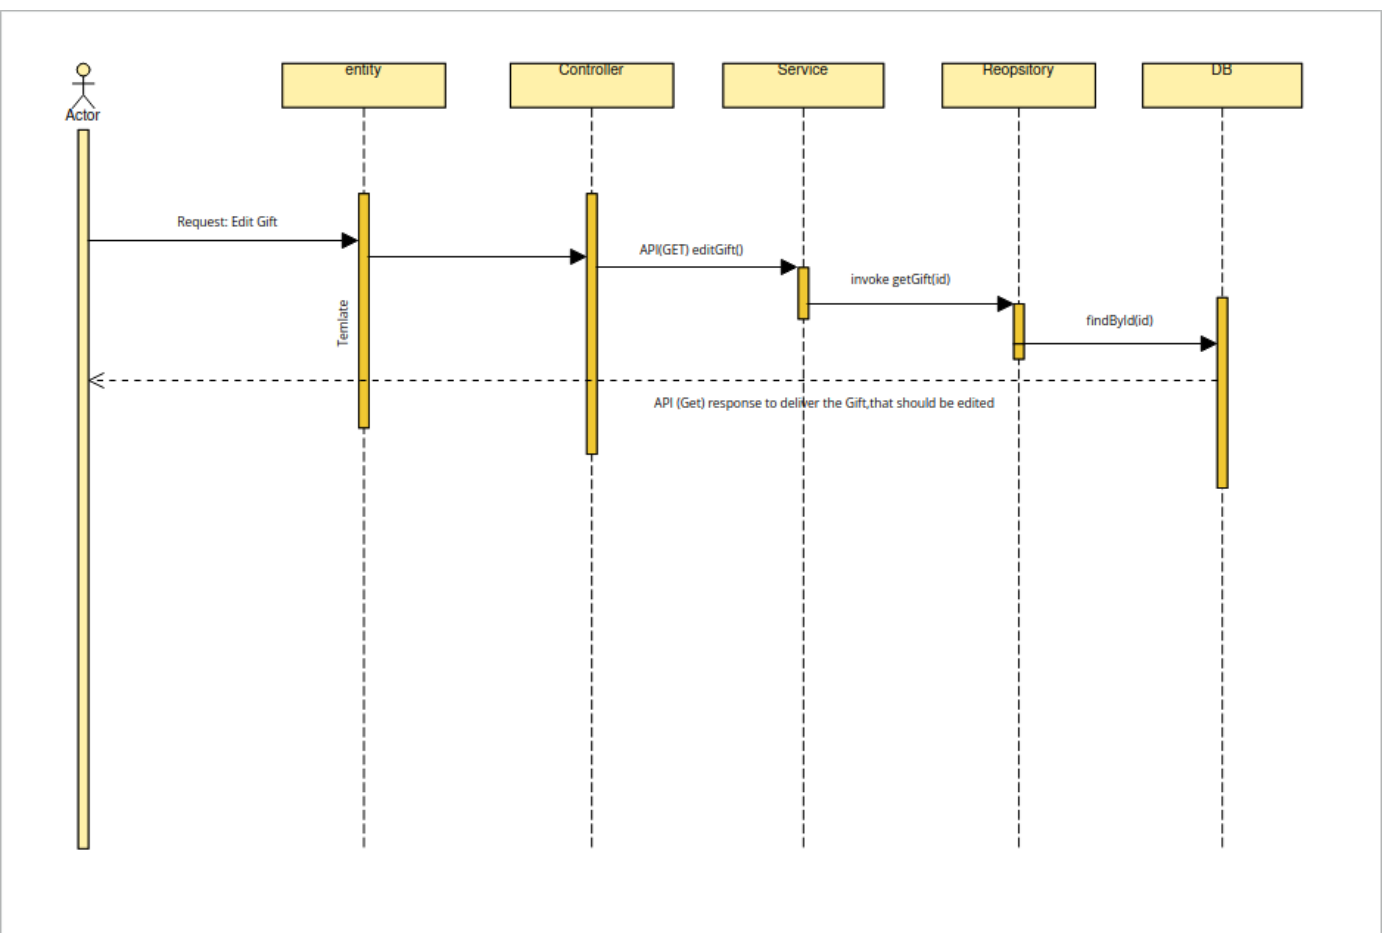 Actor
entity
Controller
Service
Reopsitory
DB
Request: Edit Gift
API(GET) editGift()
invoke getGift(id)
findById(id)
Temlate
API (Get) response to deliver the Gift,that should be edited